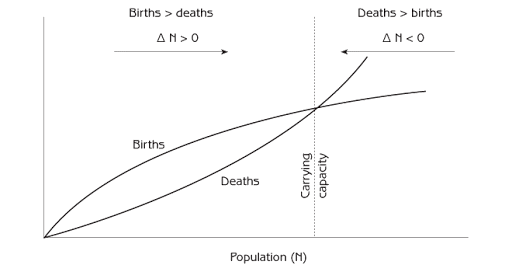 Births > deaths
Δ N > 0
Deaths > births
Δ N < 0
Births
Deaths
Carrying
capacity
Population (N)